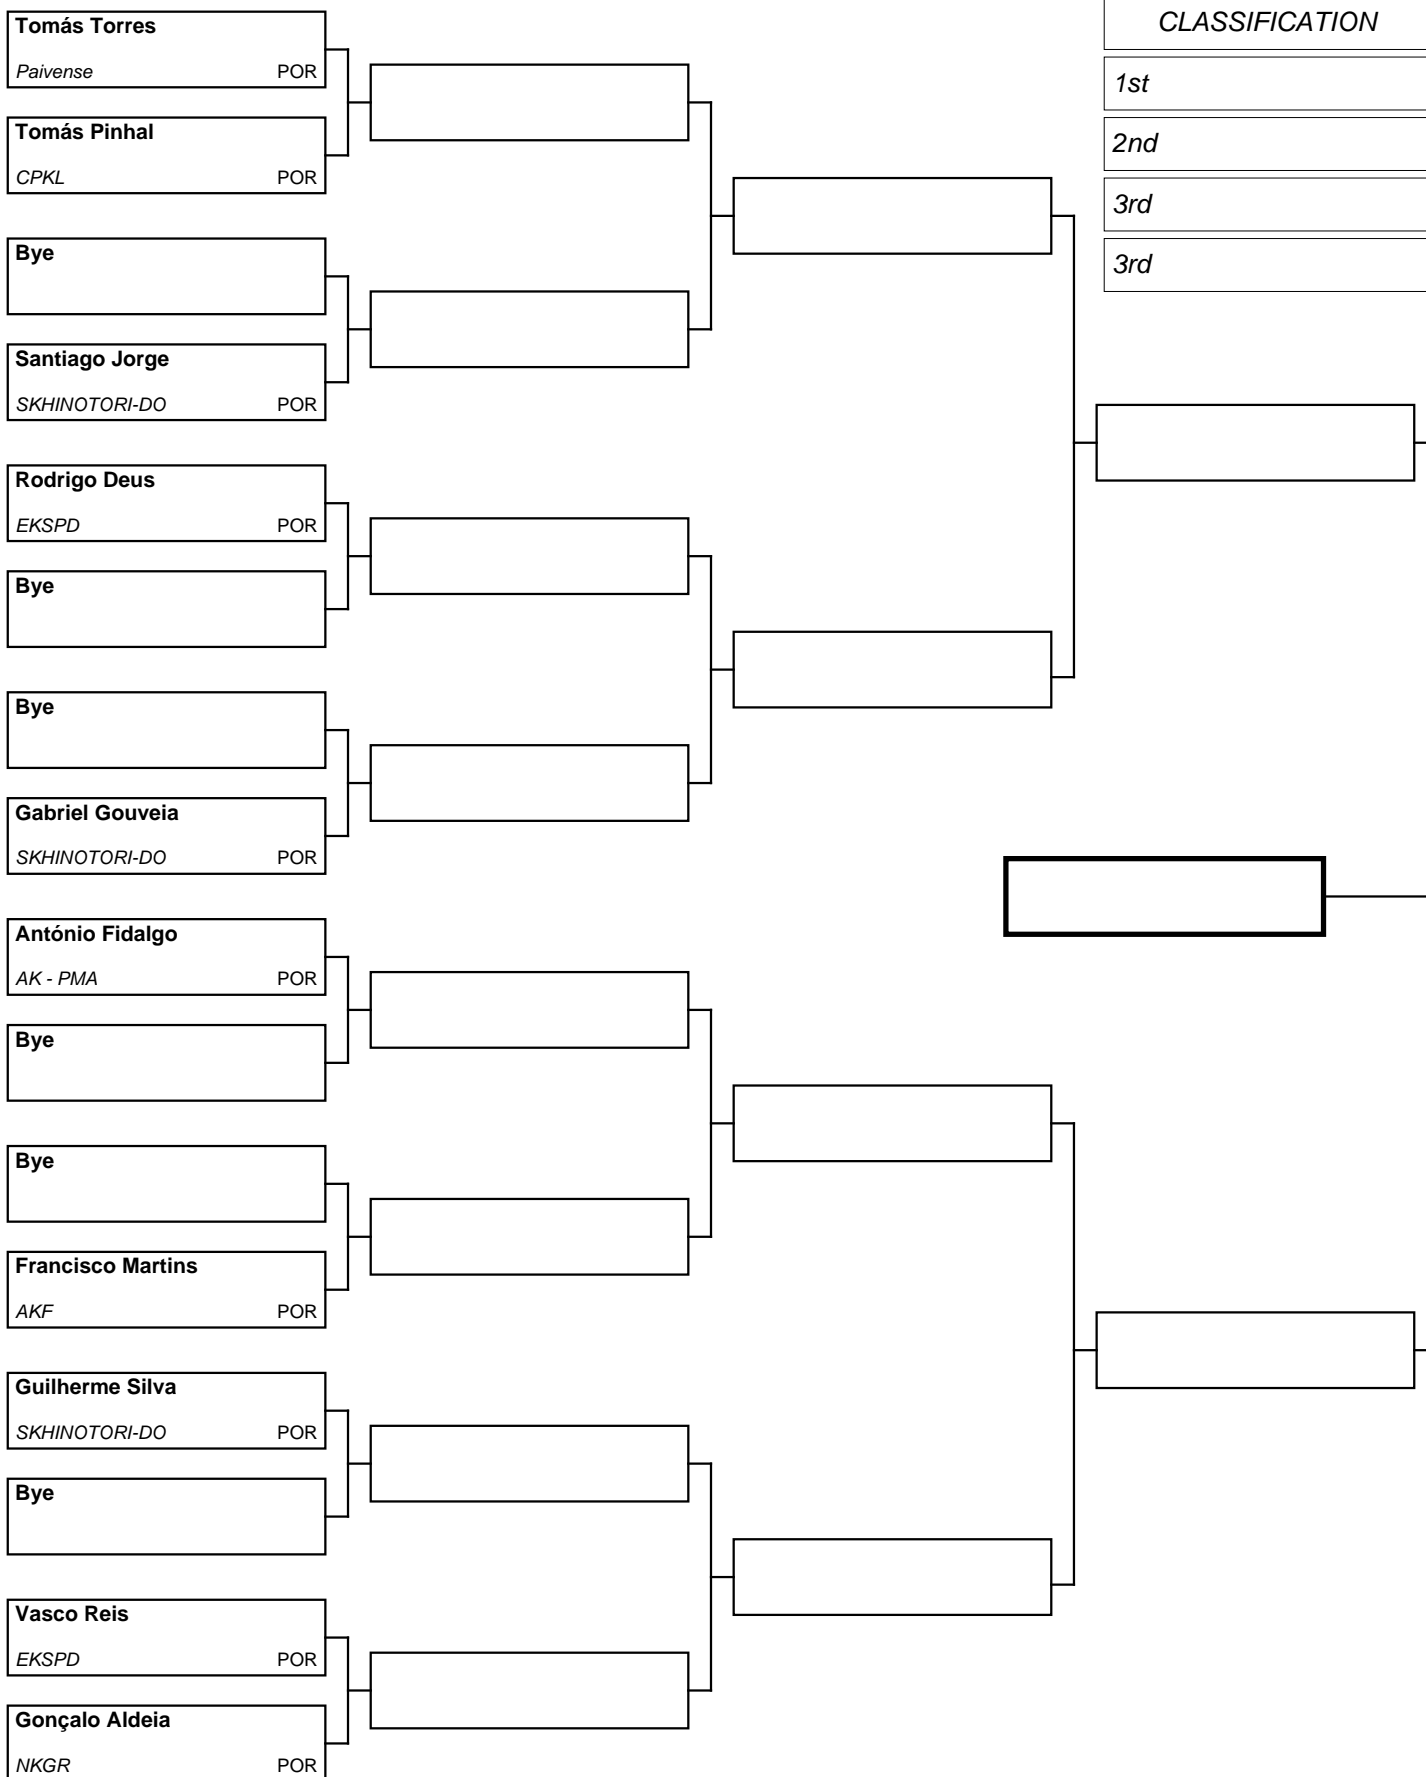 Tomás Torres
Paivense POR
Tomás Pinhal
CPKL POR
Bye
Santiago Jorge
SKHINOTORI-DO POR
Rodrigo Deus
EKSPD POR
Bye
Bye
Gabriel Gouveia
SKHINOTORI-DO POR
António Fidalgo
AK - PMA POR
Bye
Bye
Francisco Martins
AKF POR
Guilherme Silva
SKHINOTORI-DO POR
Bye
Vasco Reis
EKSPD POR
Gonçalo Aldeia
NKGR POR
CLASSIFICATION
1st
2nd
3rd
3rd